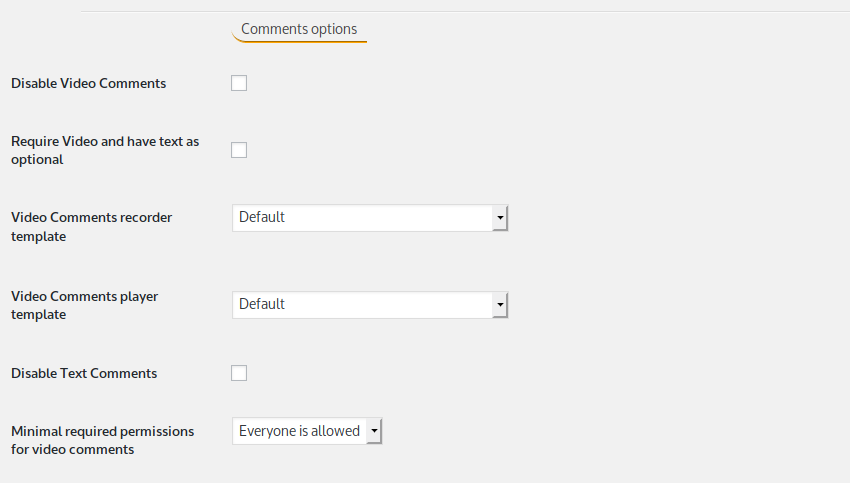 Comments options
Disable Video Comments
Require Video and have text as
optional
Video Comments recorder
template
Default
Video Comments player
template
Default
Disable Text Comments
Minimal required permissions
for video comments
Everyone is allowed